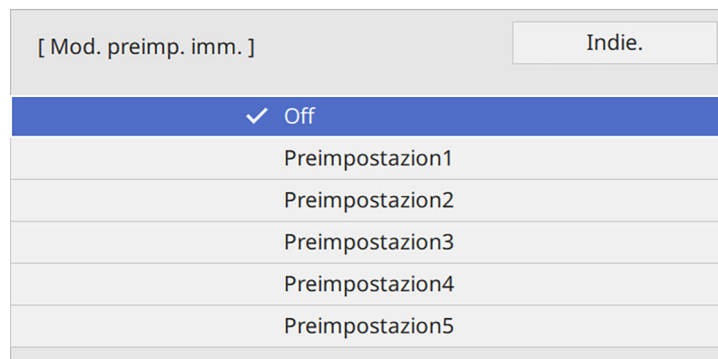 [ Mod. preimp. imm. ]
Indie.
Off
Preimpostazion1
Preimpostazion2
Preimpostazion3
Preimpostazion4
Preimpostazion5